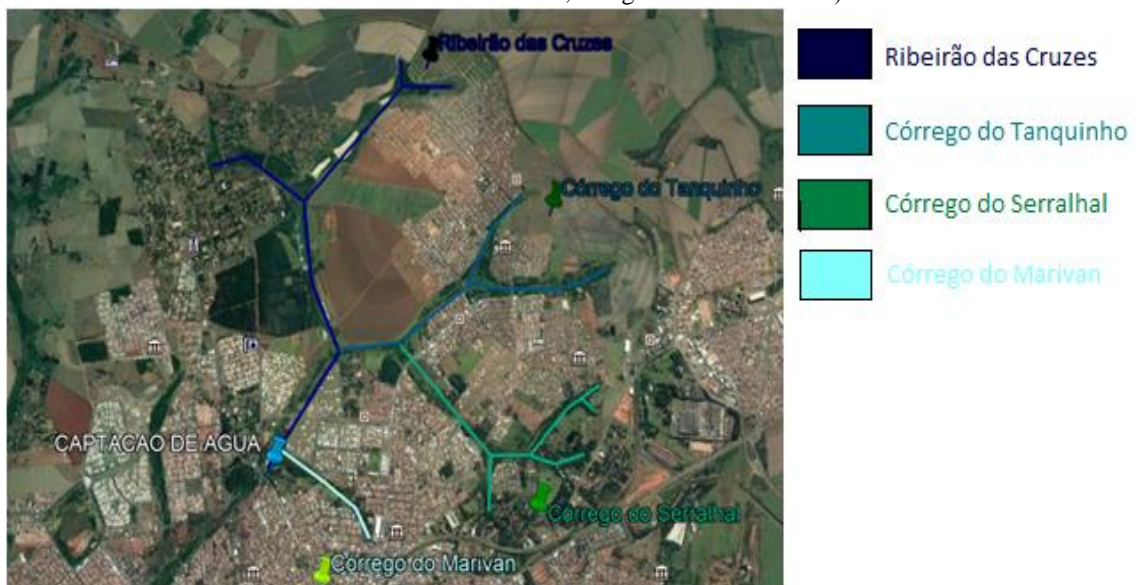 Ribeirão das Cruzes
Córrego do Tanquinho
CAPTACAO DE AGUA
Córrego do Serralhal
Córrego do Marivan
Ribeirão das Cruzes
Córrego do Tanquinho
Córrego do Serralhal
Córrego do Marivan